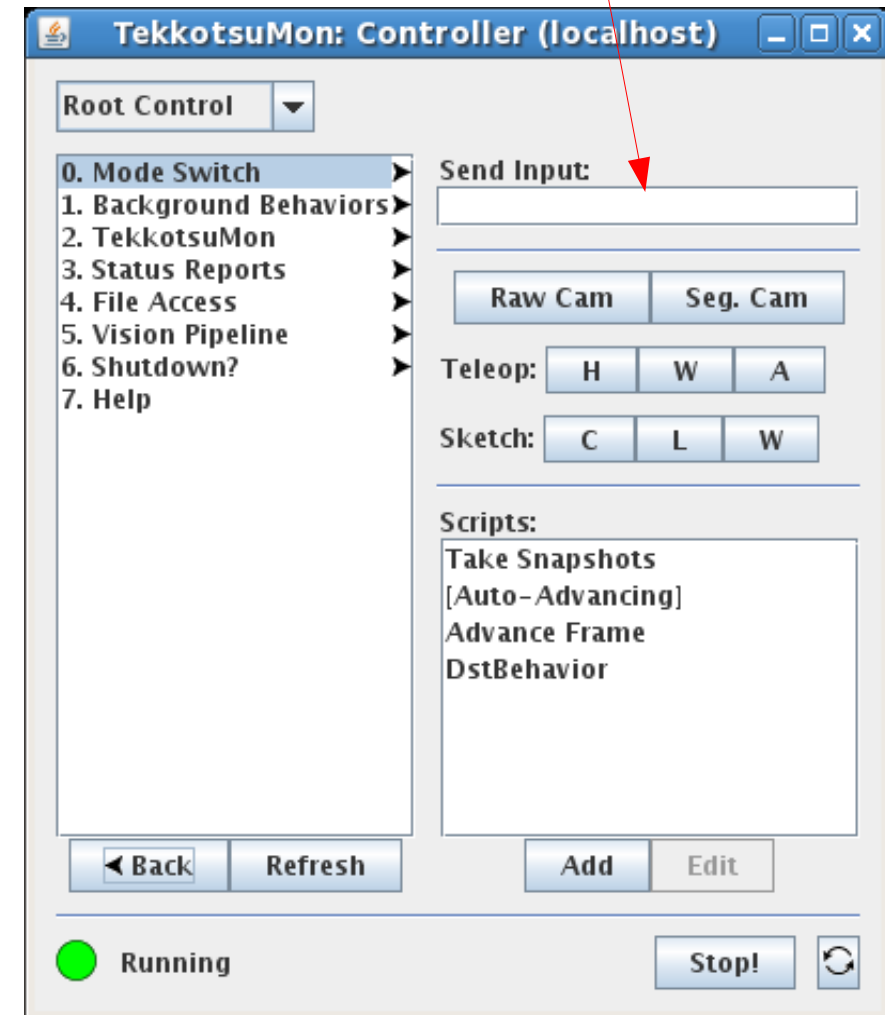 TekkotsuMon: Controller (localhost)
Root Control
0. Mode Switch
1. Background Behaviors
2. TekkotsuMon
3. Status Reports
4. File Access
5. Vision Pipeline
6. Shutdown?
7. Help
Back Refresh
Send Input:
Raw Cam Seg. Cam
Teleop: H W A
Sketch: C L W
Scripts:
Take Snapshots
[Auto-Advancing]
Advance Frame
DstBehavior
Add Edit
Running Stop!